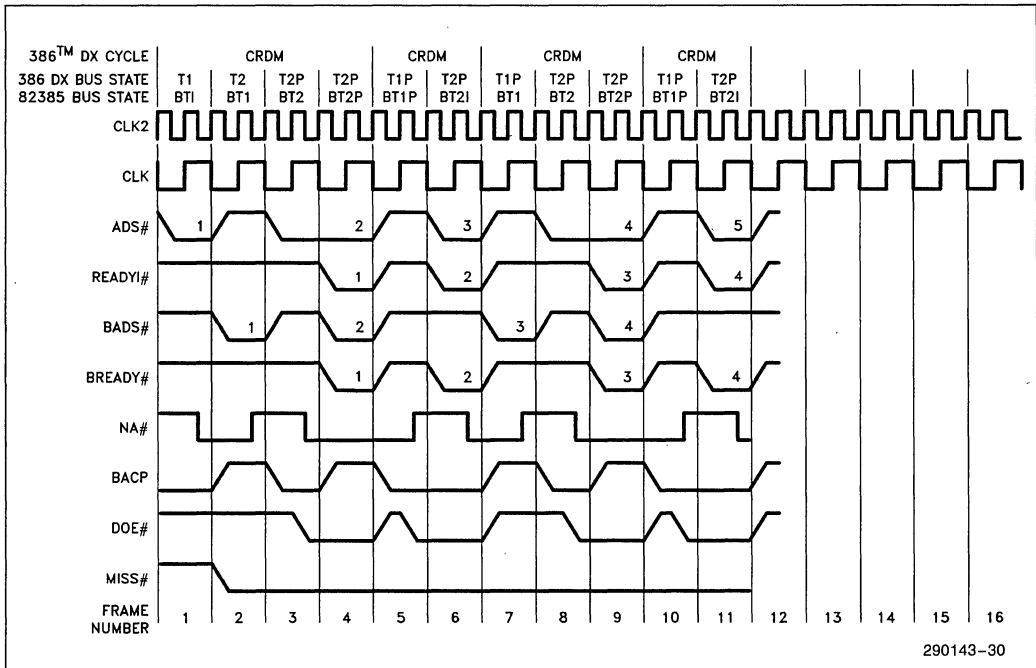 386™ DX CYCLE CRDM CRDM CRDM CRDM
386 DX BUS STATE T1 T2 T2P T2P T1P T2P T1P T2P T2P T1P T2P
82385 BUS STATE BTI BT1 BT2 BT2P BT1P BT2I BT1 BT2 BT2P BT1P BT2I
CLK2
CLK
ADS# 1 2 3 4 5
READYI# 1 2 3 4
BADS# 1 2 3 4
BREADY# 1 2 3 4
NA#
BACP
DOE#
MISS#
FRAME NUMBER 1 2 3 4 5 6 7 8 9 10 11 12 13 14 15 16
290143-30